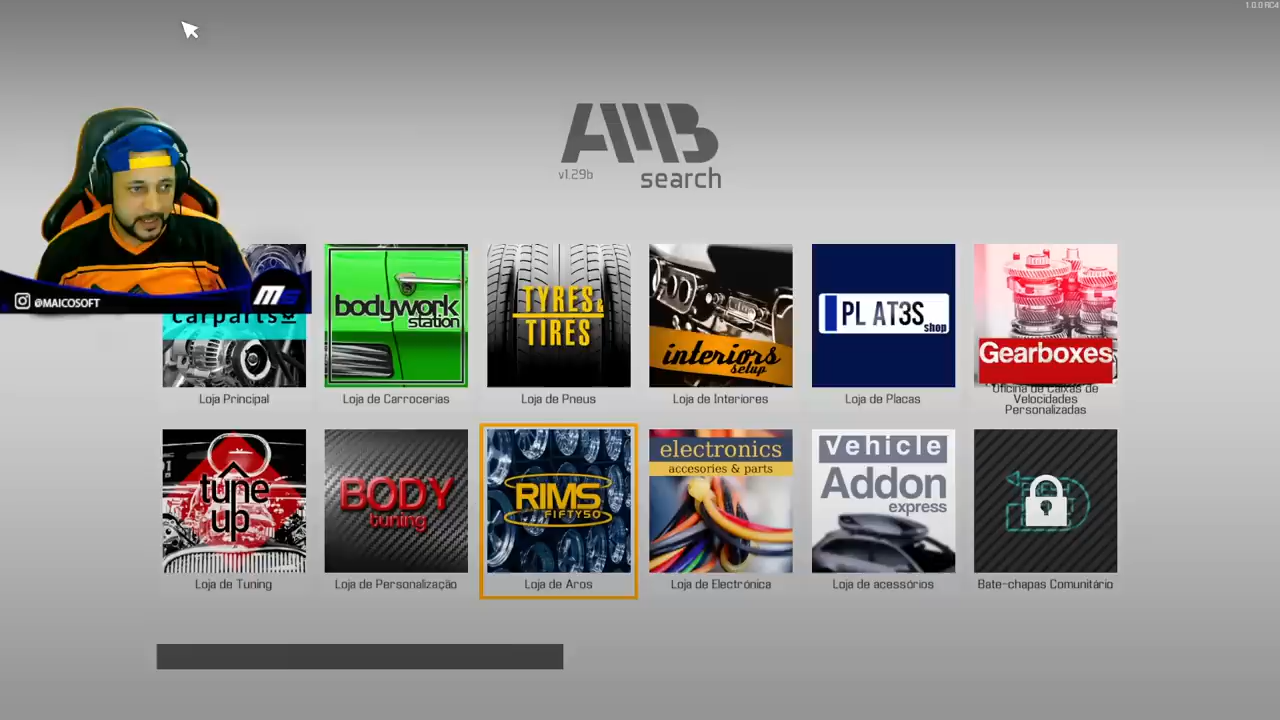 1.0.0 RC4
AMB
v1.29b
search
@MAICOSOFT
carparts
bodywork
station
TYRES&
TIRES
interiors
setup
PL AT3S
shop
Gearboxes
Loja Principal
Loja de Carrocerias
Loja de Pneus
Loja de Interiores
Loja de Placas
Oficina de Caixas de
Velocidades
Personalizadas
tune
up
BODY
tuning
RIMS
FIFTY50
electronics
accesories & parts
vehicle
Addon
express
Loja de Tuning
Loja de Personalização
Loja de Aros
Loja de Electrónica
Loja de acessórios
Bate-chapas Comunitário